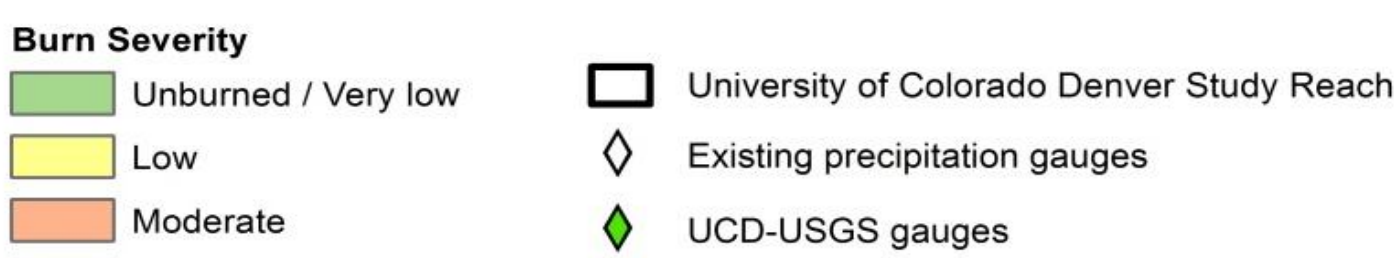 Burn Severity
Unburned / Very low
Low
Moderate
University of Colorado Denver Study Reach
Existing precipitation gauges
UCD-USGS gauges